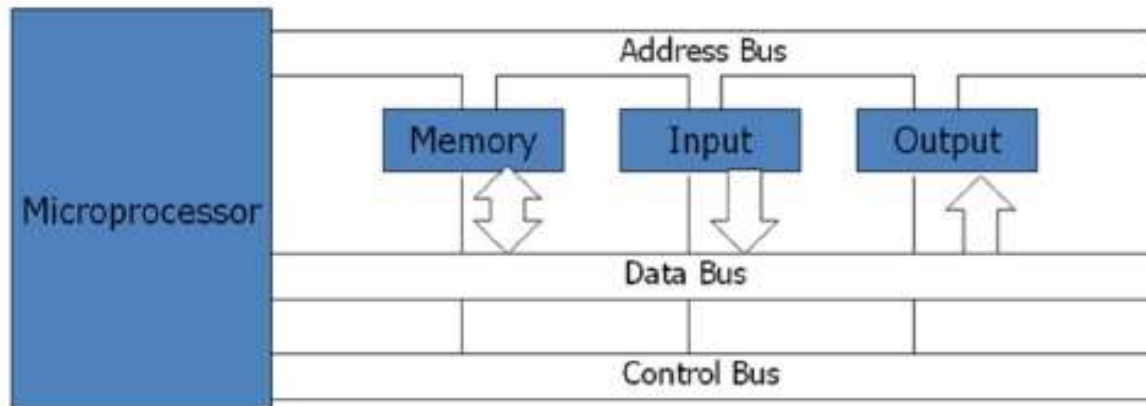 Address Bus
Memory
Input
Output
Microprocessor
Data Bus
Control Bus